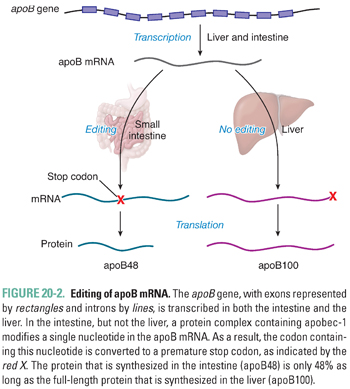 apoB gene
Transcription
Liver and intestine
apoB mRNA
Editing
Small
intestine
No editing
Liver
Stop codon
X
X
mRNA
Translation
Protein
apoB48
apoB100
FIGURE 20-2. Editing of apoB mRNA. The apoB gene, with exons represented
by rectangles and introns by lines, is transcribed in both the intestine and the
liver. In the intestine, but not the liver, a protein complex containing apobec-1
modifies a single nucleotide in the apoB mRNA. As a result, the codon contain-
ing this nucleotide is converted to a premature stop codon, as indicated by the
red X. The protein that is synthesized in the intestine (apoB48) is only 48% as
long as the full-length protein that is synthesized in the liver (apoB100).